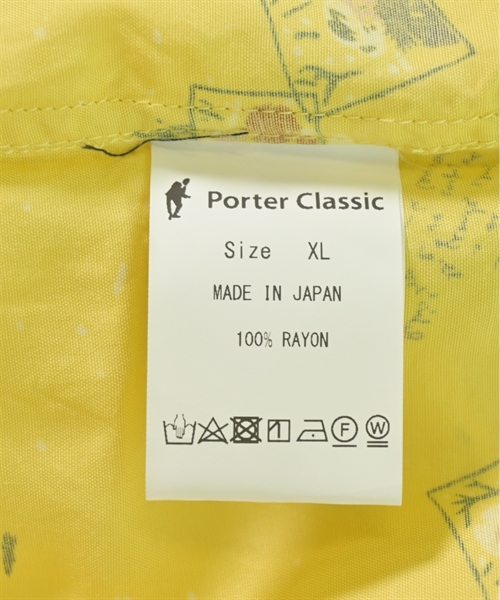 Porter Classic
Size XL
MADE IN JAPAN
100% RAYON
F W